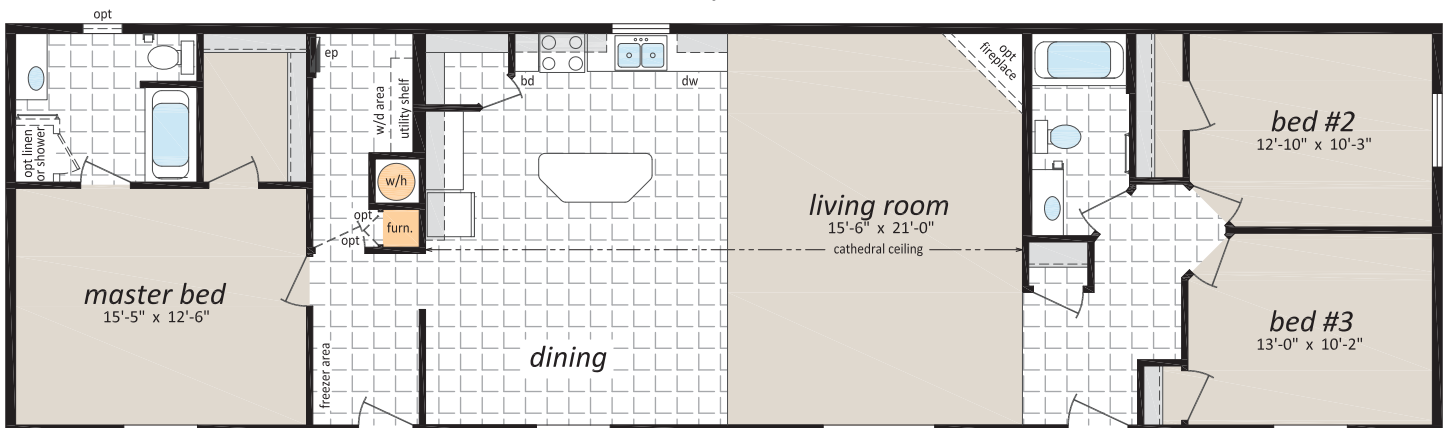 opt
opt linen
or shower
master bed
15'-5" x 12'-6"
ep
w/d area
utility shelf
w/h
furn.
opt
opt
freezer area
bd
dw
dining
opt
fireplace
living room
15'-6" x 21'-0"
cathedral ceiling
bed #2
12'-10" x 10'-3"
bed #3
13'-0" x 10'-2"